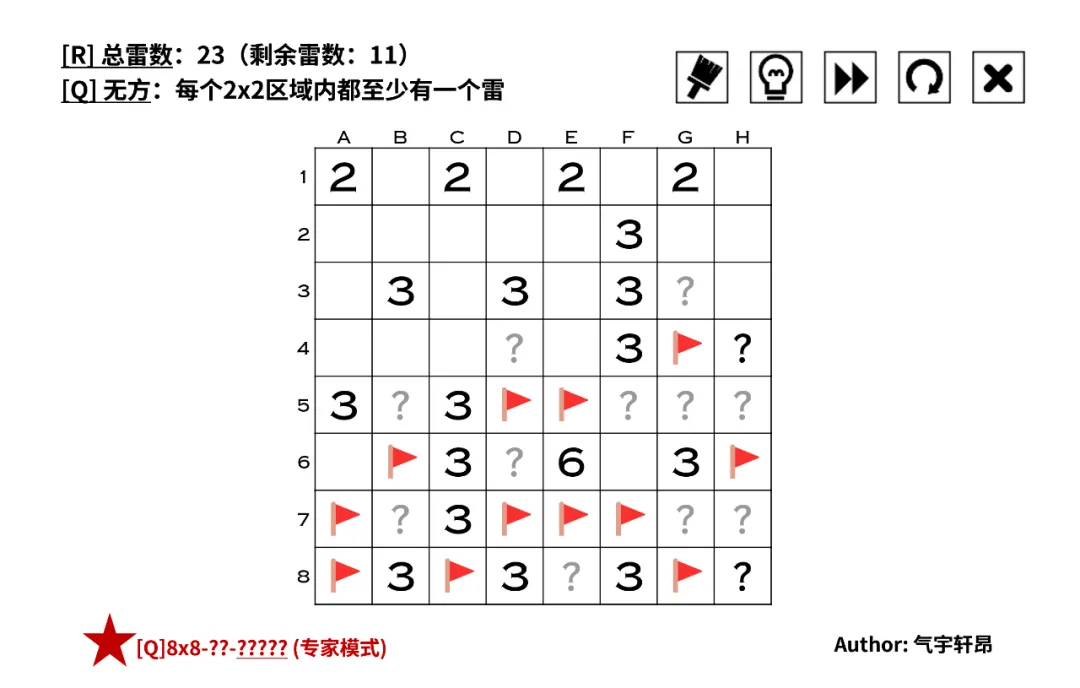 [R] 总雷数：23（剩余雷数：11）
[Q] 无方：每个2x2区域内都至少有一个雷
A B C D E F G H
1 2 2 2 2
2 3
3 3 3 3 ?
4 ? 3 ?
5 3 ? 3 ? ? ?
6 3 ? 6 3
7 ? 3 ? ?
8 3 3 ? 3 ?
[Q]8x8-??-????? (专家模式)
Author: 气宇轩昂